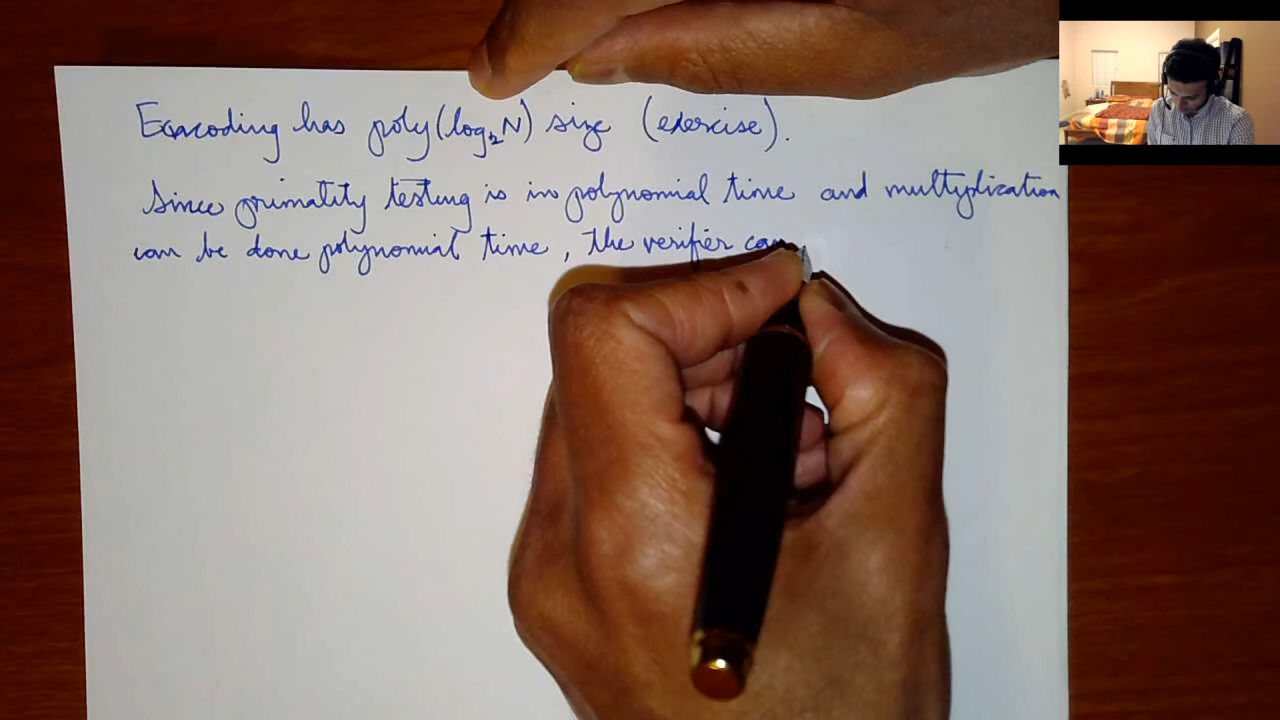 Encoding has poly(log₂N) size (exercise).
Since primality testing is in polynomial time and multiplication
can be done polynomial time, the verifier can